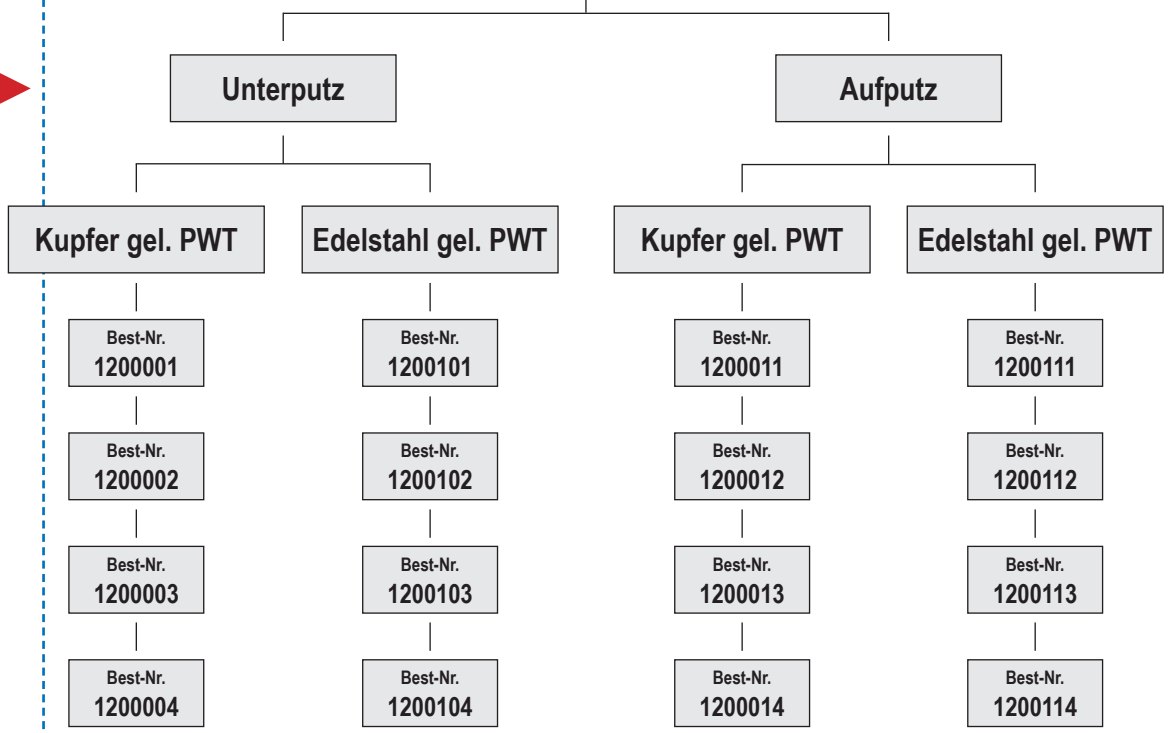 Unterputz
Aufputz
Kupfer gel. PWT
Edelstahl gel. PWT
Kupfer gel. PWT
Edelstahl gel. PWT
Best-Nr.
1200001
Best-Nr.
1200101
Best-Nr.
1200011
Best-Nr.
1200111
Best-Nr.
1200002
Best-Nr.
1200102
Best-Nr.
1200012
Best-Nr.
1200112
Best-Nr.
1200003
Best-Nr.
1200103
Best-Nr.
1200013
Best-Nr.
1200113
Best-Nr.
1200004
Best-Nr.
1200104
Best-Nr.
1200014
Best-Nr.
1200114